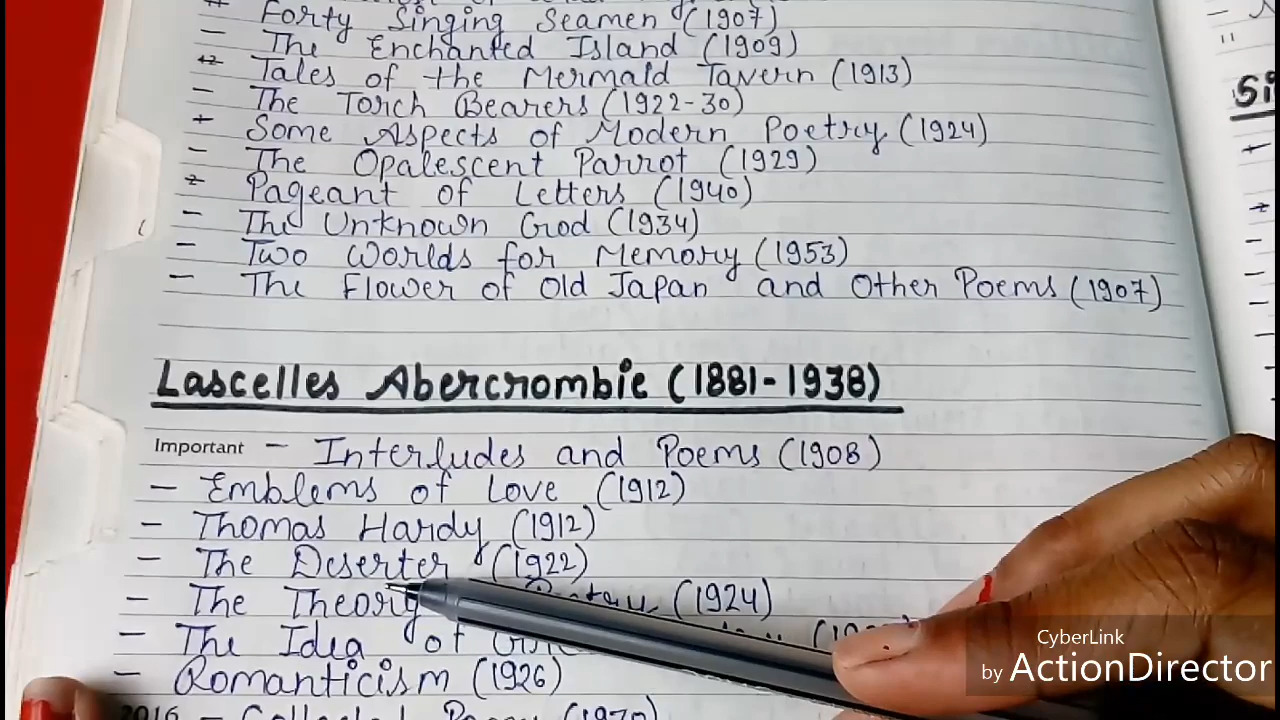 Forty Singing Seamen (1907)
- The Enchanted Island (1909)
Tales of the Mermaid Tavern (1913)
- The Torch Bearers (1922-30)
Some Aspects of Modern Poetry (1924)
- The Opalescent Parrot (1929)
Pageant of Letters (1940)
- The Unknown God (1934)
- Two Worlds for Memory (1953)
- The Flower of Old Japan and Other Poems (1907)
Lascelles Abercrombie (1881-1938)
Important - Interludes and Poems (1908)
- Emblems of Love (1912)
- Thomas Hardy (1912)
- The Deserter (1922)
- The Theory (1924)
- The Idea of
- Romanticism (1926)
2016 -
Si
CyberLink
by ActionDirector